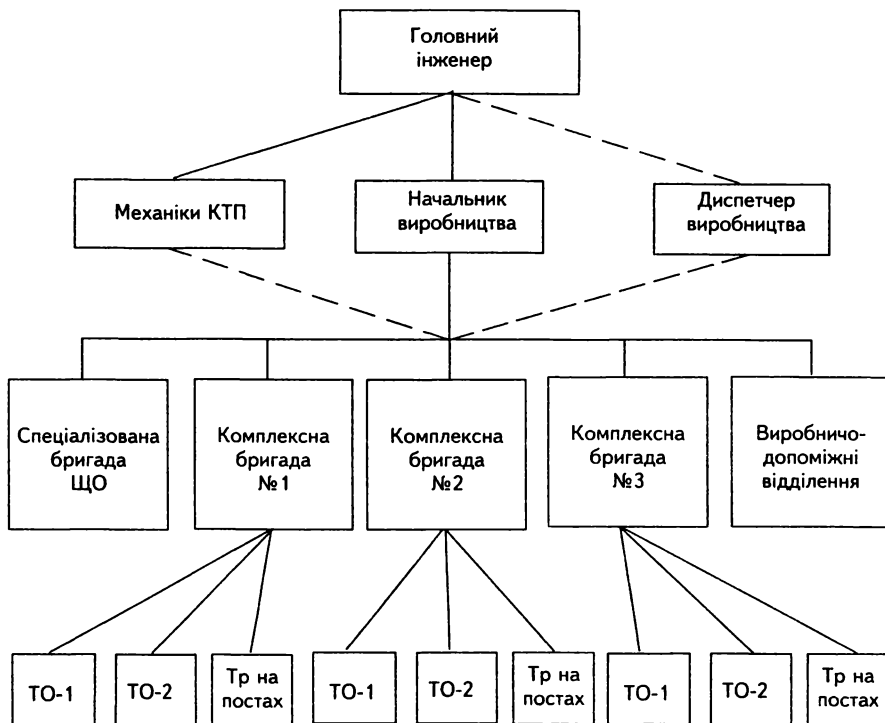 Головний
інженер
Механіки КТП
Начальник
виробництва
Диспетчер
виробництва
Спеціалізована
бригада
ЩО
Комплексна
бригада
№1
Комплексна
бригада
№2
Комплексна
бригада
№3
Виробничо-
допоміжні
відділення
ТО-1
ТО-2
Тр на
постах
ТО-1
ТО-2
Тр на
постах
ТО-1
ТО-2
Тр на
постах